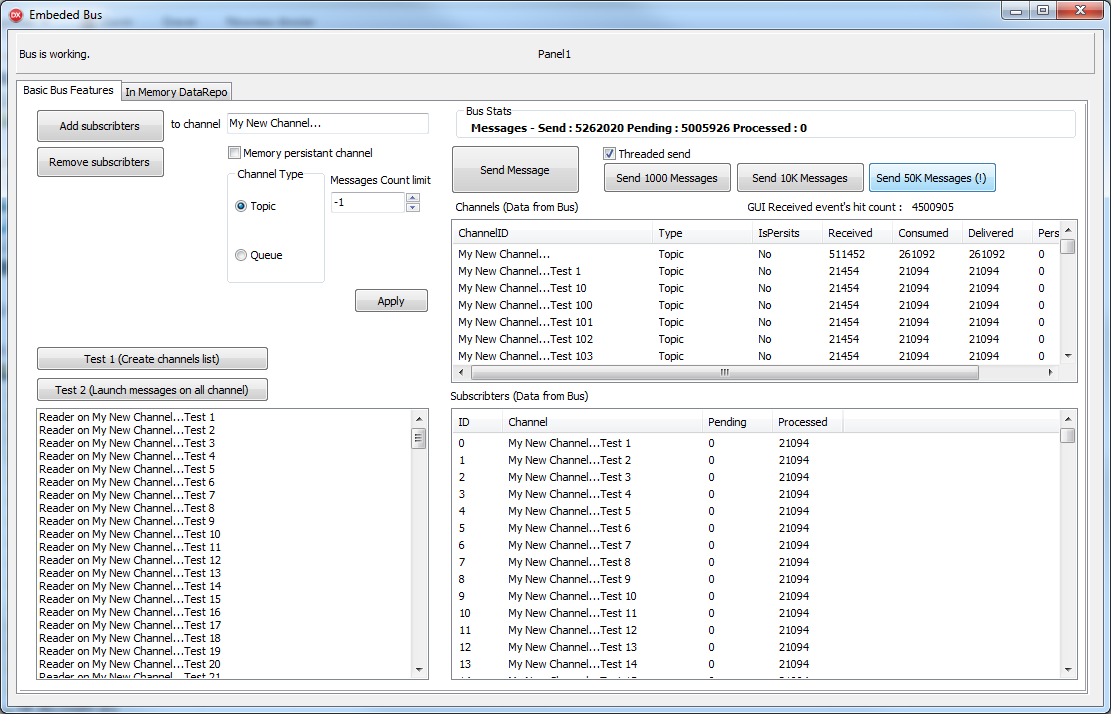 Embeded Bus
Bus is working.
Panel1
Basic Bus Features
In Memory DataRepo
Add subscribters
to channel
My New Channel...
Remove subscribters
Memory persistant channel
Channel Type
Topic
Queue
Messages Count limit
-1
Apply
Test 1 (Create channels list)
Test 2 (Launch messages on all channel)
Reader on My New Channel...Test 1
Reader on My New Channel...Test 2
Reader on My New Channel...Test 3
Reader on My New Channel...Test 4
Reader on My New Channel...Test 5
Reader on My New Channel...Test 6
Reader on My New Channel...Test 7
Reader on My New Channel...Test 8
Reader on My New Channel...Test 9
Reader on My New Channel...Test 10
Reader on My New Channel...Test 11
Reader on My New Channel...Test 12
Reader on My New Channel...Test 13
Reader on My New Channel...Test 14
Reader on My New Channel...Test 15
Reader on My New Channel...Test 16
Reader on My New Channel...Test 17
Reader on My New Channel...Test 18
Reader on My New Channel...Test 19
Reader on My New Channel...Test 20
Reader on My New Channel...Test 21
Bus Stats
Messages - Send : 5262020 Pending : 5005926 Processed : 0
Send Message
Threaded send
Send 1000 Messages
Send 10K Messages
Send 50K Messages (!)
Channels (Data from Bus)
GUI Received event's hit count : 4500905
ChannelID Type IsPersits Received Consumed Delivered Pers
My New Channel... Topic No 511452 261092 261092 0
My New Channel...Test 1 Topic No 21454 21094 21094 0
My New Channel...Test 10 Topic No 21454 21094 21094 0
My New Channel...Test 100 Topic No 21454 21094 21094 0
My New Channel...Test 101 Topic No 21454 21094 21094 0
My New Channel...Test 102 Topic No 21454 21094 21094 0
My New Channel...Test 103 Topic No 21454 21094 21094 0
Subscribters (Data from Bus)
ID Channel Pending Processed
0 My New Channel...Test 1 0 21094
1 My New Channel...Test 2 0 21094
2 My New Channel...Test 3 0 21094
3 My New Channel...Test 4 0 21094
4 My New Channel...Test 5 0 21094
5 My New Channel...Test 6 0 21094
6 My New Channel...Test 7 0 21094
7 My New Channel...Test 8 0 21094
8 My New Channel...Test 9 0 21094
9 My New Channel...Test 10 0 21094
10 My New Channel...Test 11 0 21094
11 My New Channel...Test 12 0 21094
12 My New Channel...Test 13 0 21094
13 My New Channel...Test 14 0 21094